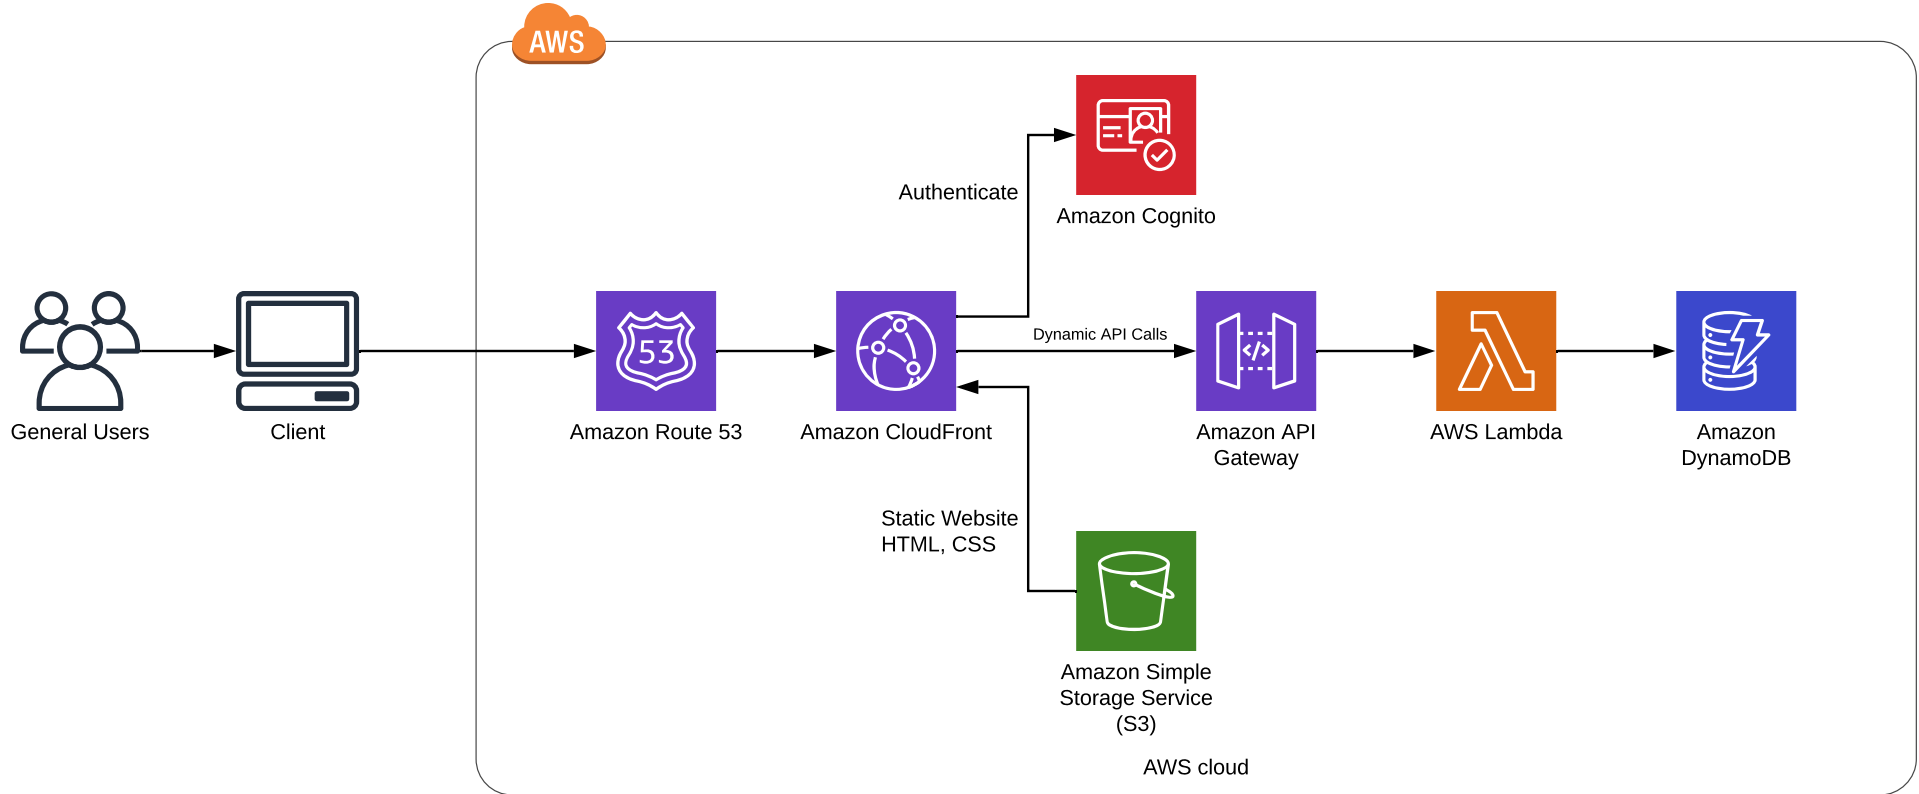 AWS
Amazon Cognito
Authenticate
Dynamic API Calls
53
General Users
Client
Amazon Route 53
Amazon CloudFront
Amazon API
Gateway
AWS Lambda
Amazon
DynamoDB
Static Website
HTML, CSS
Amazon Simple
Storage Service
(S3)
AWS cloud